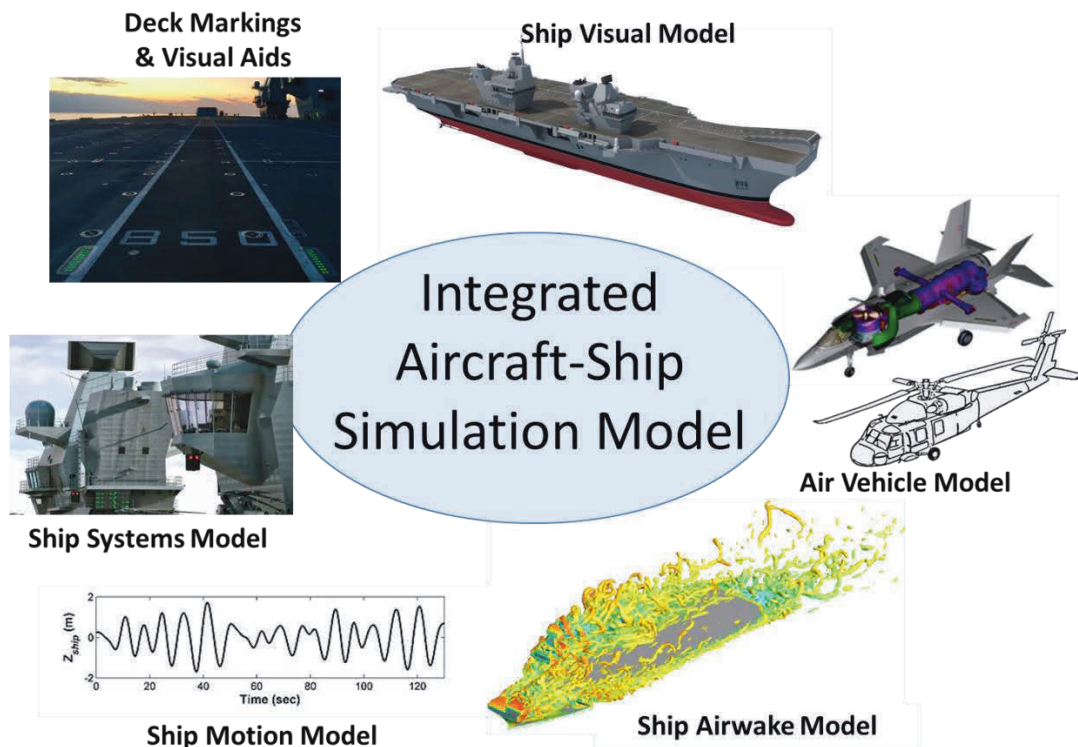 Deck Markings
& Visual Aids
Ship Visual Model
850
Integrated
Aircraft-Ship
Simulation Model
Air Vehicle Model
Ship Systems Model
2
0
-2
Z_ship (m)
0 20 40 60 80 100 120
Time (sec)
Ship Motion Model
Ship Airwake Model